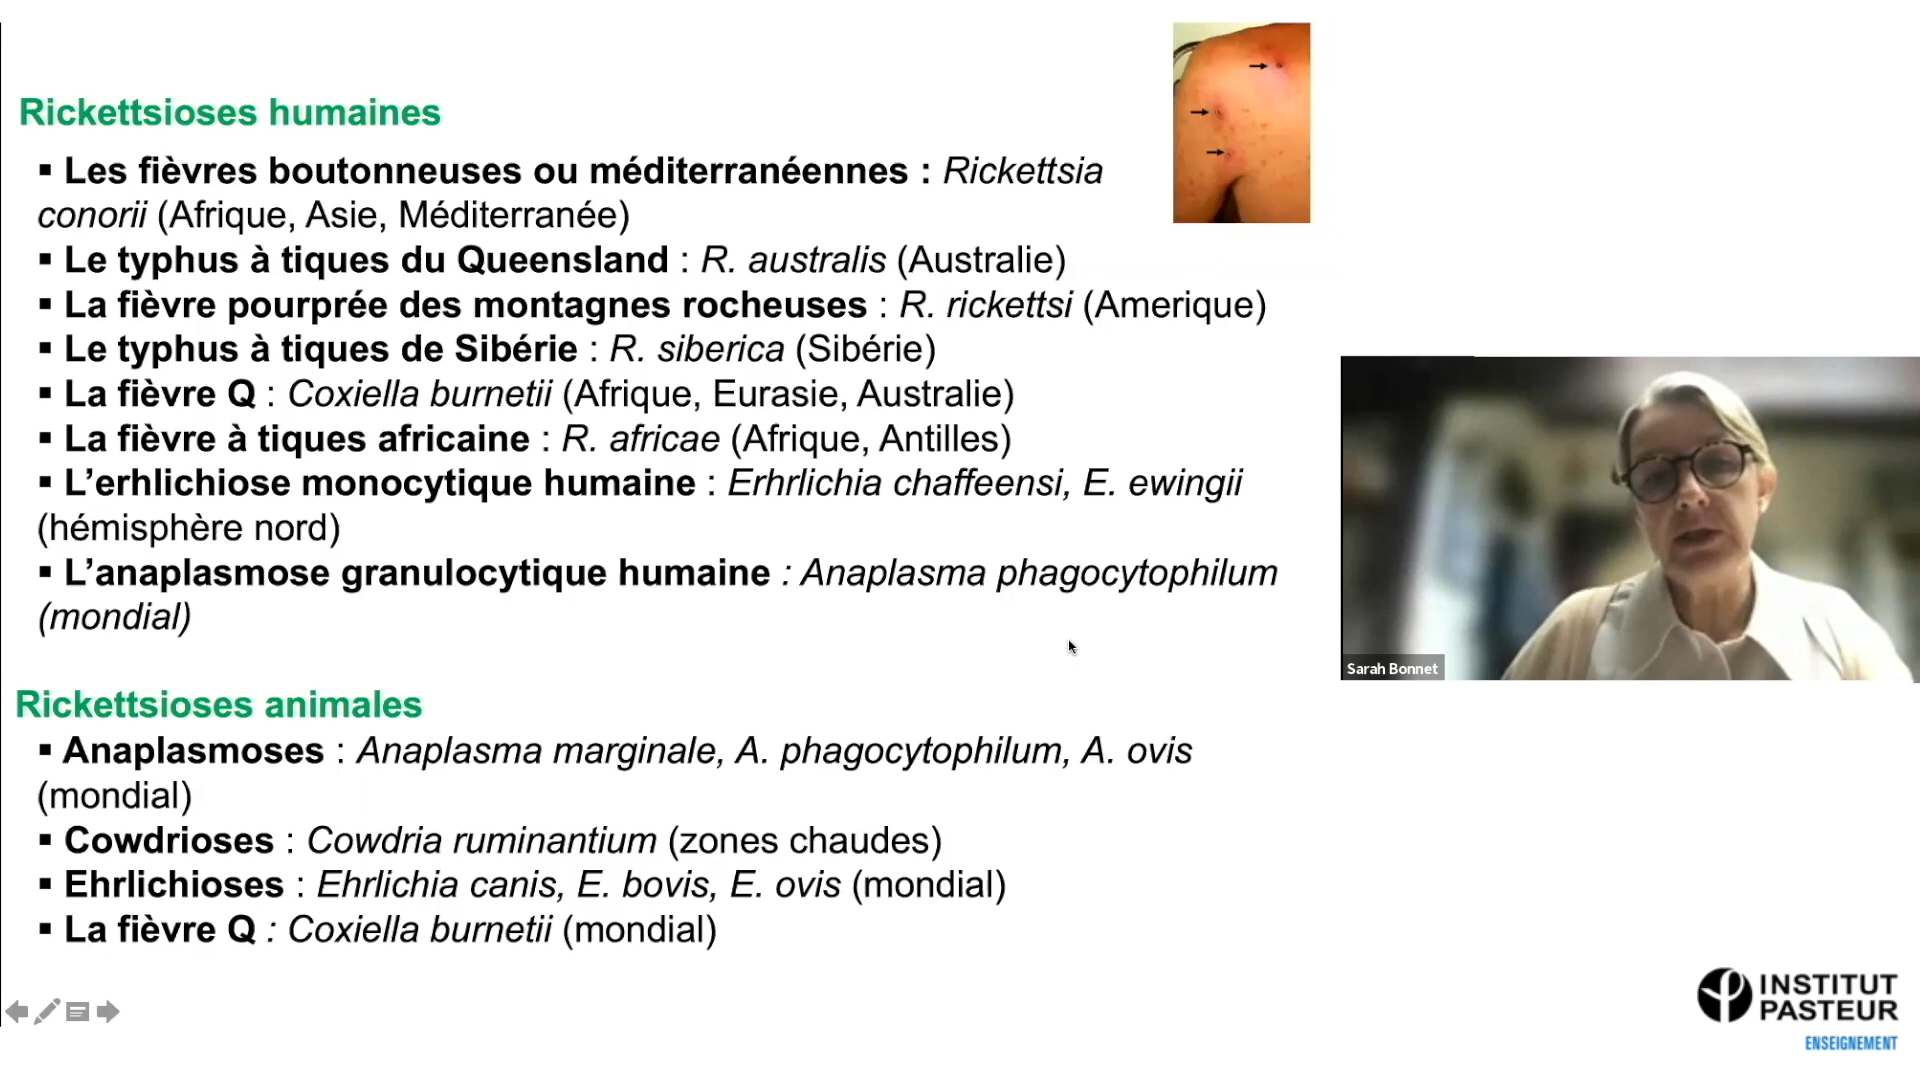 Rickettsioses humaines
▪ Les fièvres boutonneuses ou méditerranéennes : Rickettsia
conorii (Afrique, Asie, Méditerranée)
▪ Le typhus à tiques du Queensland : R. australis (Australie)
▪ La fièvre pourprée des montagnes rocheuses : R. rickettsi (Amerique)
▪ Le typhus à tiques de Sibérie : R. siberica (Sibérie)
▪ La fièvre Q : Coxiella burnetii (Afrique, Eurasie, Australie)
▪ La fièvre à tiques africaine : R. africae (Afrique, Antilles)
▪ L’erhlichiose monocytique humaine : Erhrlichia chaffeensi, E. ewingii
(hémisphère nord)
▪ L’anaplasmose granulocytique humaine : Anaplasma phagocytophilum
(mondial)
Sarah Bonnet
Rickettsioses animales
▪ Anaplasmoses : Anaplasma marginale, A. phagocytophilum, A. ovis
(mondial)
▪ Cowdrioses : Cowdria ruminantium (zones chaudes)
▪ Ehrlichioses : Ehrlichia canis, E. bovis, E. ovis (mondial)
▪ La fièvre Q : Coxiella burnetii (mondial)
INSTITUT
PASTEUR
ENSEIGNEMENT